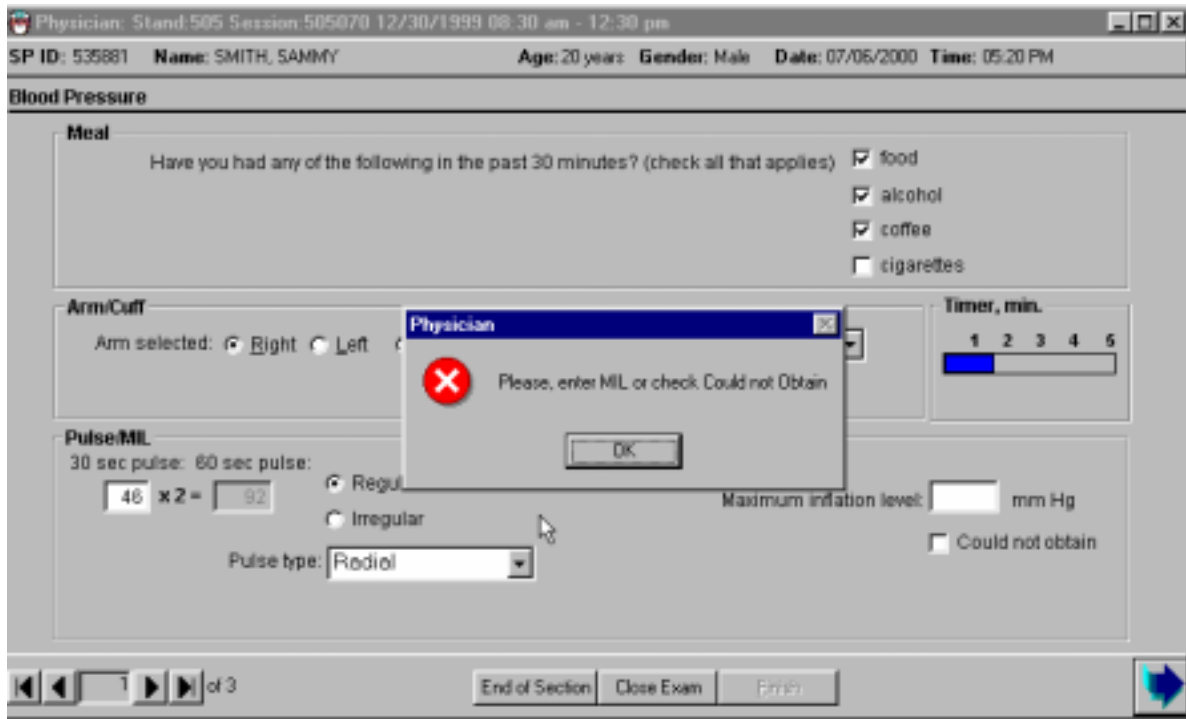 Physician: Stand:505 Session:505070 12/30/1999 08:30 am - 12:30 pm
SP ID: 535881 Name: SMITH, SAMMY Age: 20 years Gender: Male Date: 07/06/2000 Time: 05:20 PM
Blood Pressure
Meal
Have you had any of the following in the past 30 minutes? (check all that applies) food
alcohol
coffee
cigarettes
Arm/Cuff
Arm selected: Right Left
Timer, min.
1 2 3 4 5
Physician
Please, enter MIL or check Could not Obtain
OK
Pulse/MIL
30 sec pulse: 60 sec pulse:
46 x 2 = 92
Regul
Irregular
Pulse type: Radial
Maximum inflation level: mm Hg
Could not obtain
1 of 3
End of Section Close Exam Finish